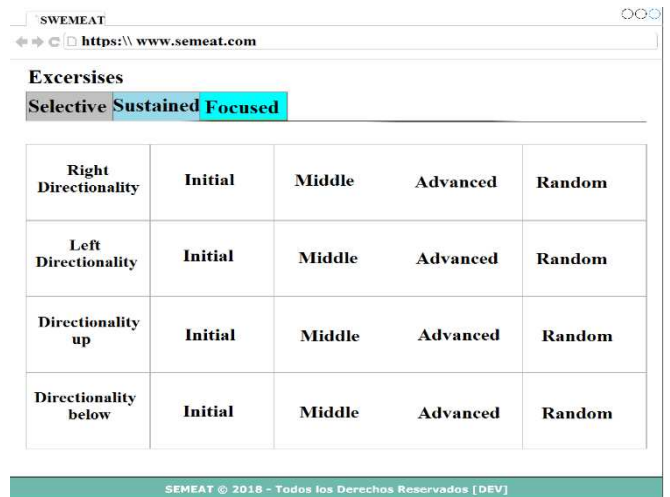 SWEMEAT
https:\\ www.semeat.com
Excersises
Selective Sustained Focused
Right
Directionality
Initial Middle Advanced Random
Left
Directionality
Initial Middle Advanced Random
Directionality
up
Initial Middle Advanced Random
Directionality
below
Initial Middle Advanced Random
SEMEAT © 2018 - Todos los Derechos Reservados [DEV]